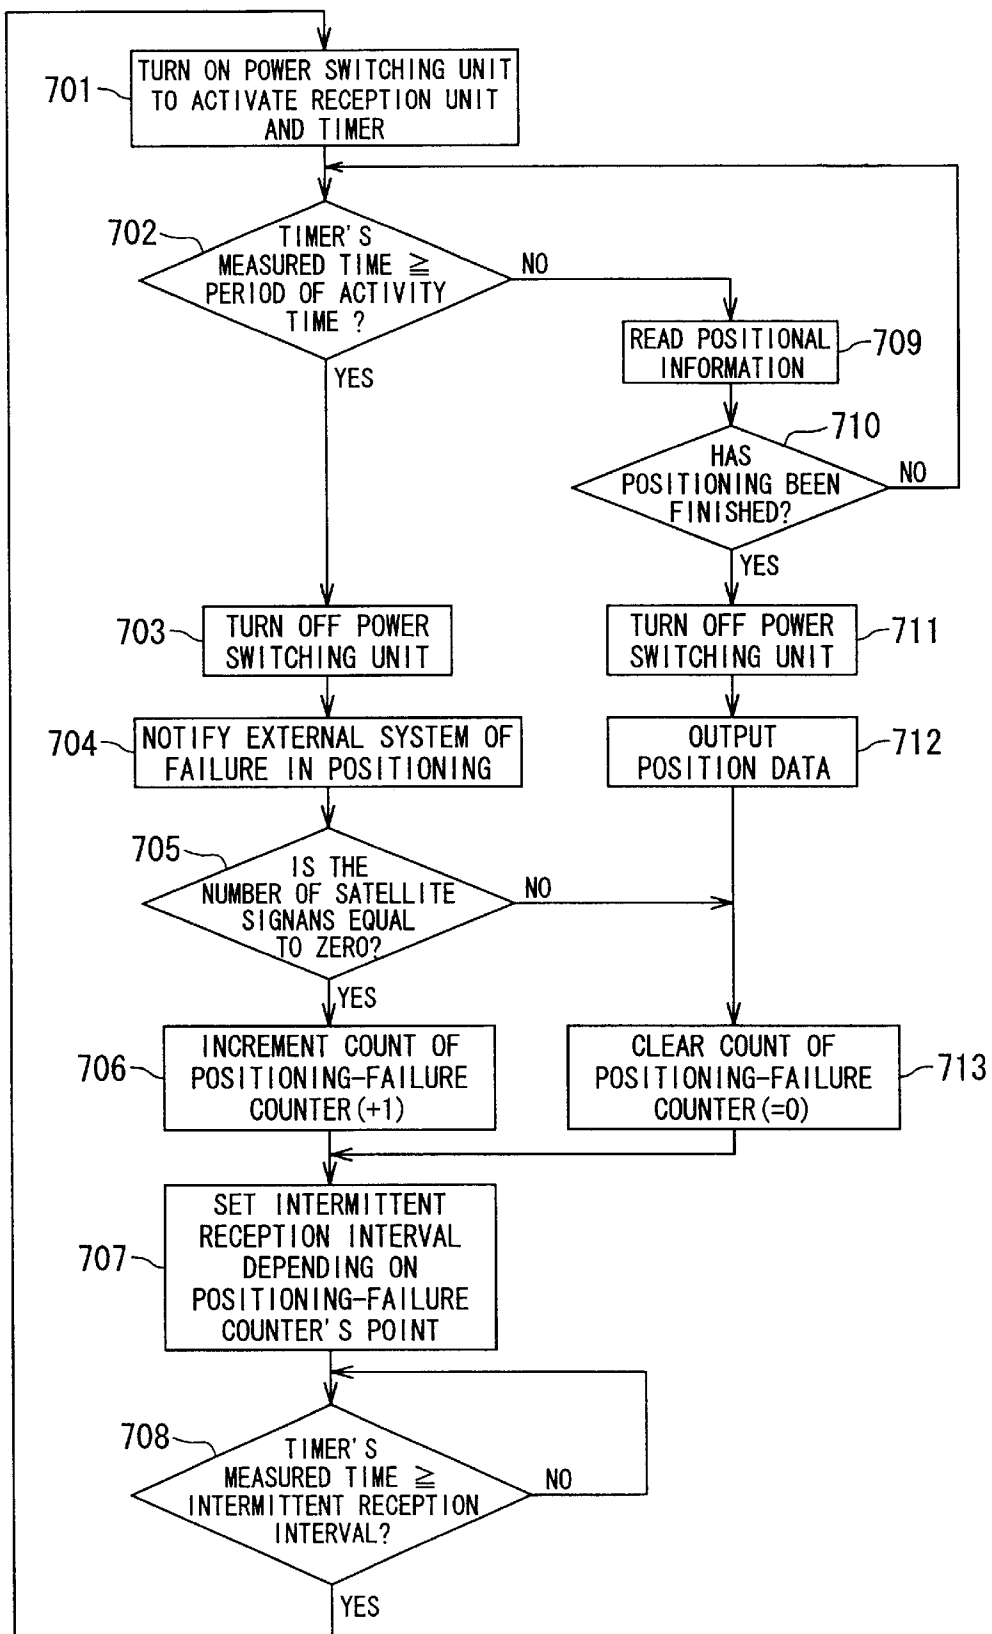 701
TURN ON POWER SWITCHING UNIT
TO ACTIVATE RECEPTION UNIT
AND TIMER
702
TIMER'S
MEASURED TIME ≧
PERIOD OF ACTIVITY
TIME ?
NO
YES
READ POSITIONAL
INFORMATION
709
710
HAS
POSITIONING BEEN
FINISHED?
NO
YES
703
TURN OFF POWER
SWITCHING UNIT
TURN OFF POWER
SWITCHING UNIT
711
704
NOTIFY EXTERNAL SYSTEM OF
FAILURE IN POSITIONING
OUTPUT
POSITION DATA
712
705
IS THE
NUMBER OF SATELLITE
SIGNANS EQUAL
TO ZERO?
NO
YES
706
INCREMENT COUNT OF
POSITIONING-FAILURE
COUNTER(+1)
CLEAR COUNT OF
POSITIONING-FAILURE
COUNTER(=0)
713
707
SET INTERMITTENT
RECEPTION INTERVAL
DEPENDING ON
POSITIONING-FAILURE
COUNTER'S POINT
708
TIMER'S
MEASURED TIME ≧
INTERMITTENT RECEPTION
INTERVAL?
NO
YES